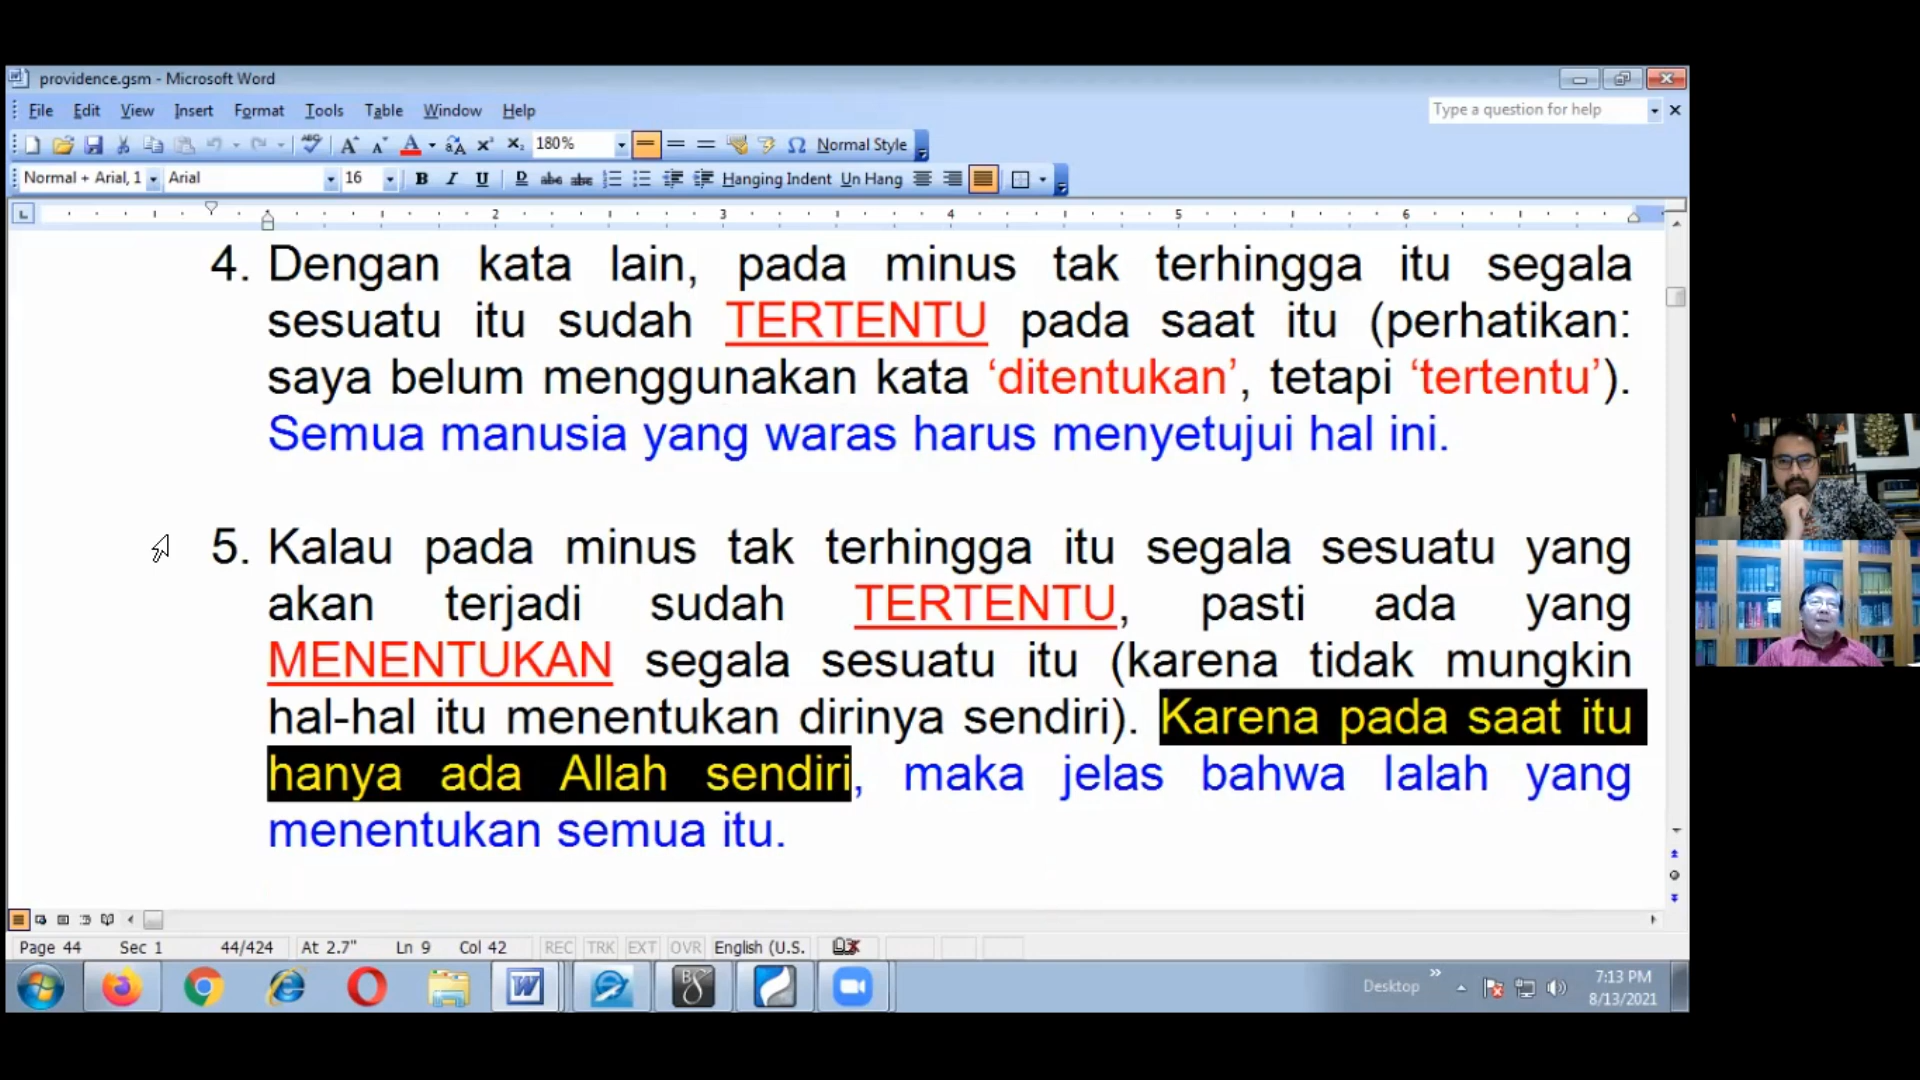 providence.gsm - Microsoft Word
File Edit View Insert Format Tools Table Window Help
Type a question for help
180% Normal Style
Normal + Arial, 1 Arial 16 B I U D abc abc Hanging Indent Un Hang
2 3 4 5 6
4. Dengan kata lain, pada minus tak terhingga itu segala
sesuatu itu sudah TERTENTU pada saat itu (perhatikan:
saya belum menggunakan kata ‘ditentukan’, tetapi ‘tertentu’).
Semua manusia yang waras harus menyetujui hal ini.
5. Kalau pada minus tak terhingga itu segala sesuatu yang
akan terjadi sudah TERTENTU, pasti ada yang
MENENTUKAN segala sesuatu itu (karena tidak mungkin
hal-hal itu menentukan dirinya sendiri). Karena pada saat itu
hanya ada Allah sendiri, maka jelas bahwa Ialah yang
menentukan semua itu.
Page 44 Sec 1 44/424 At 2.7" Ln 9 Col 42 REC TRK EXT OVR English (U.S.
Desktop
7:13 PM
8/13/2021